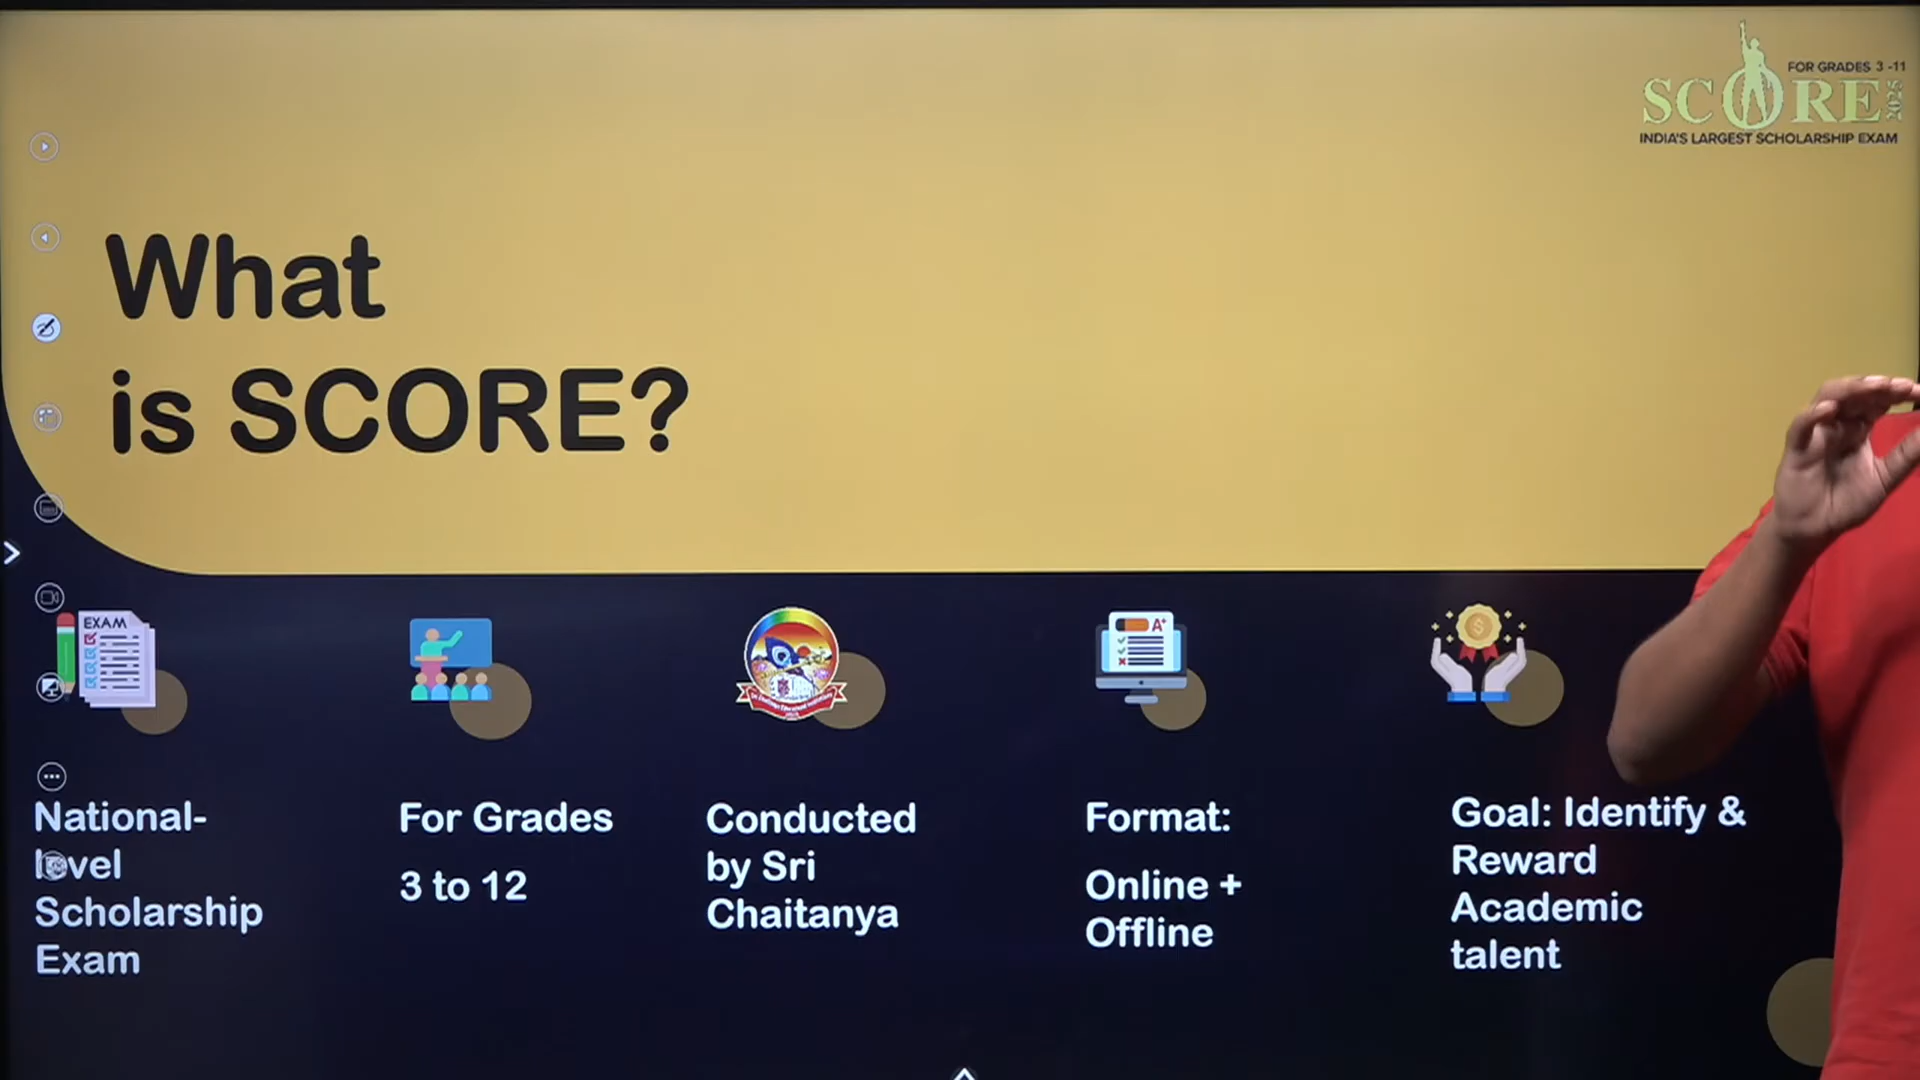 FOR GRADES 3 -11
SCORE 2025
INDIA'S LARGEST SCHOLARSHIP EXAM
What
is SCORE?
EXAM
A+
National-
level
Scholarship
Exam
For Grades
3 to 12
Conducted
by Sri
Chaitanya
Format:
Online +
Offline
Goal: Identify &
Reward
Academic
talent